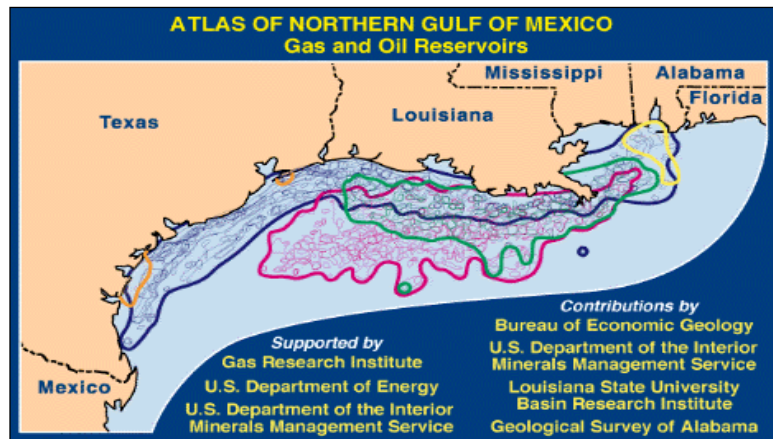 ATLAS OF NORTHERN GULF OF MEXICO
Gas and Oil Reservoirs
Mississippi
Alabama
Florida
Texas
Louisiana
Mexico
Supported by
Gas Research Institute
U.S. Department of Energy
U.S. Department of the Interior
Minerals Management Service
Contributions by
Bureau of Economic Geology
U.S. Department of the Interior
Minerals Management Service
Louisiana State University
Basin Research Institute
Geological Survey of Alabama